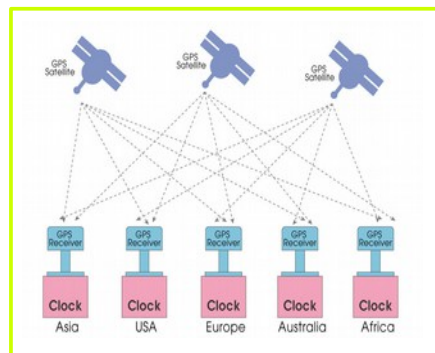 GPS
Satellite
GPS
Satellite
GPS
Satellite
GPS
Receiver
GPS
Receiver
GPS
Receiver
GPS
Receiver
GPS
Receiver
Clock
Clock
Clock
Clock
Clock
Asia
USA
Europe
Australia
Africa